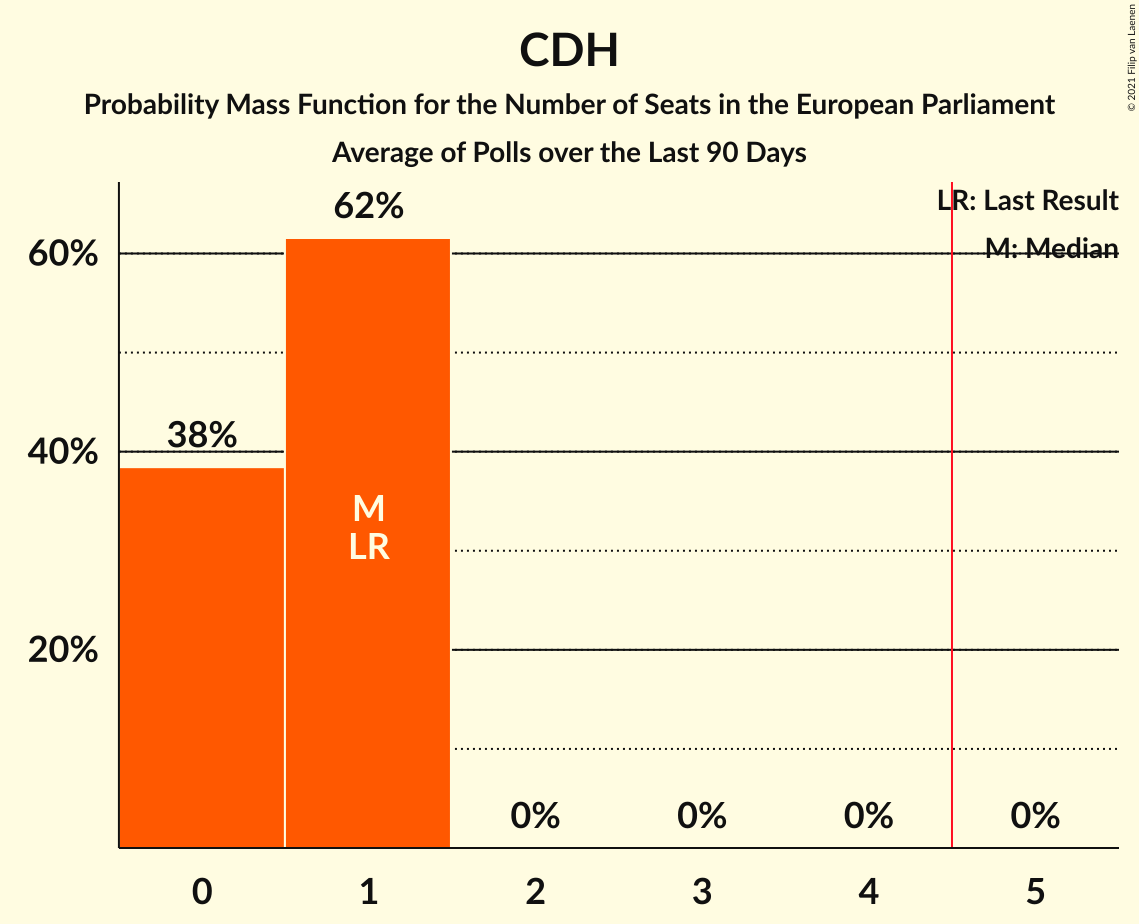 CDH
Probability Mass Function for the Number of Seats in the European Parliament
Average of Polls over the Last 90 Days
© 2021 Filip van Laenen
LR: Last Result
M: Median
60%
40%
20%
38%
62%
M
LR
0%
0%
0%
0%
0
1
2
3
4
5